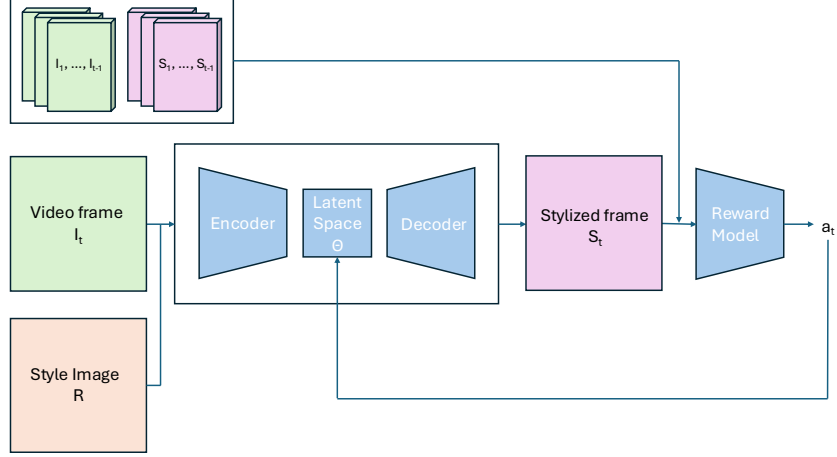 I₁, ..., Iₜ₋₁
S₁, ..., Sₜ₋₁
Video frame
Iₜ
Encoder
Latent
Space
Θ
Decoder
Stylized frame
Sₜ
Reward
Model
aₜ
Style Image
R